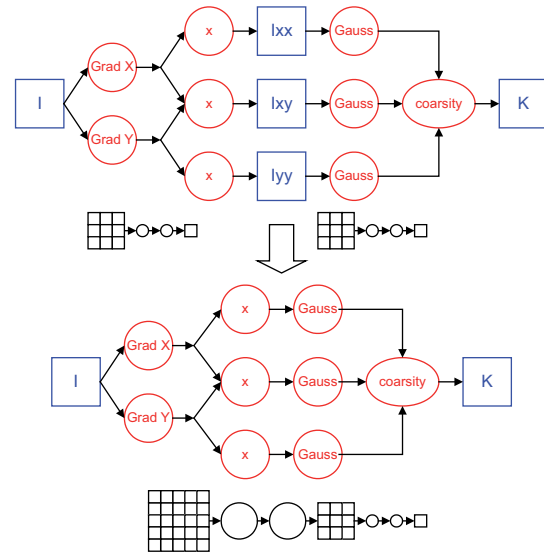 x Ixx Gauss
Grad X
I x Ixy Gauss coarsity K
Grad Y
x Iyy Gauss
x Gauss
Grad X
I x Gauss coarsity K
Grad Y
x Gauss